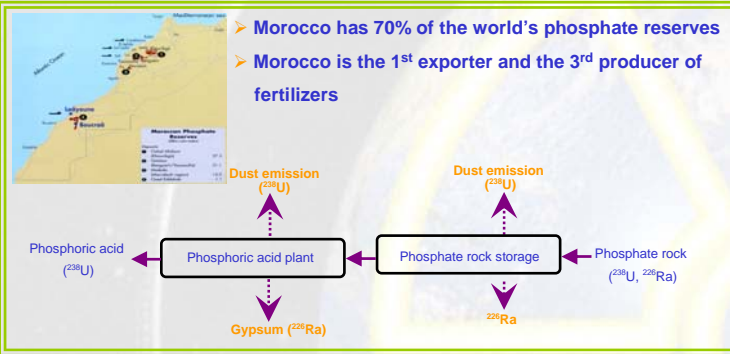 Mediterranean sea
Atlantic Ocean
Laâyoune
Boucraâ
Moroccan Phosphate
Reserves
➢ Morocco has 70% of the world’s phosphate reserves
➢ Morocco is the 1st exporter and the 3rd producer of
fertilizers
Dust emission
(²³⁸U)
Dust emission
(²³⁸U)
Phosphoric acid
(²³⁸U)
Phosphoric acid plant
Phosphate rock storage
Phosphate rock
(²³⁸U, ²²⁶Ra)
Gypsum (²²⁶Ra)
²²⁶Ra